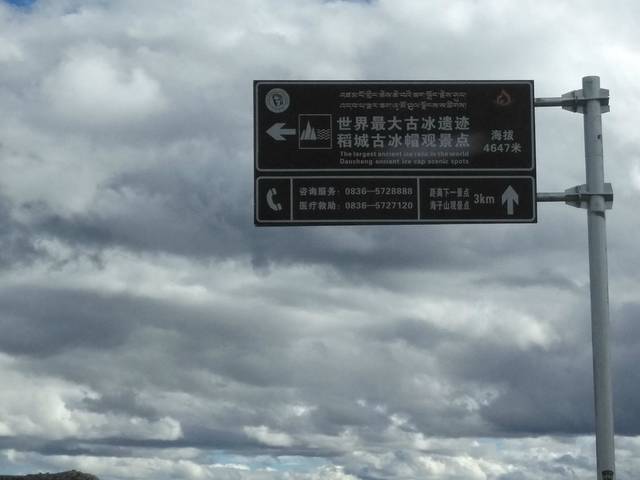 世界最大古冰遗迹
稻城古冰帽观景点
The largest ancient ice relic in the world
Daocheng ancient ice cap scenic spots
海拔
4647米
咨询服务：0836—5728888
医疗救助：0836—5727120
距离下一景点
海子山观景点
3km